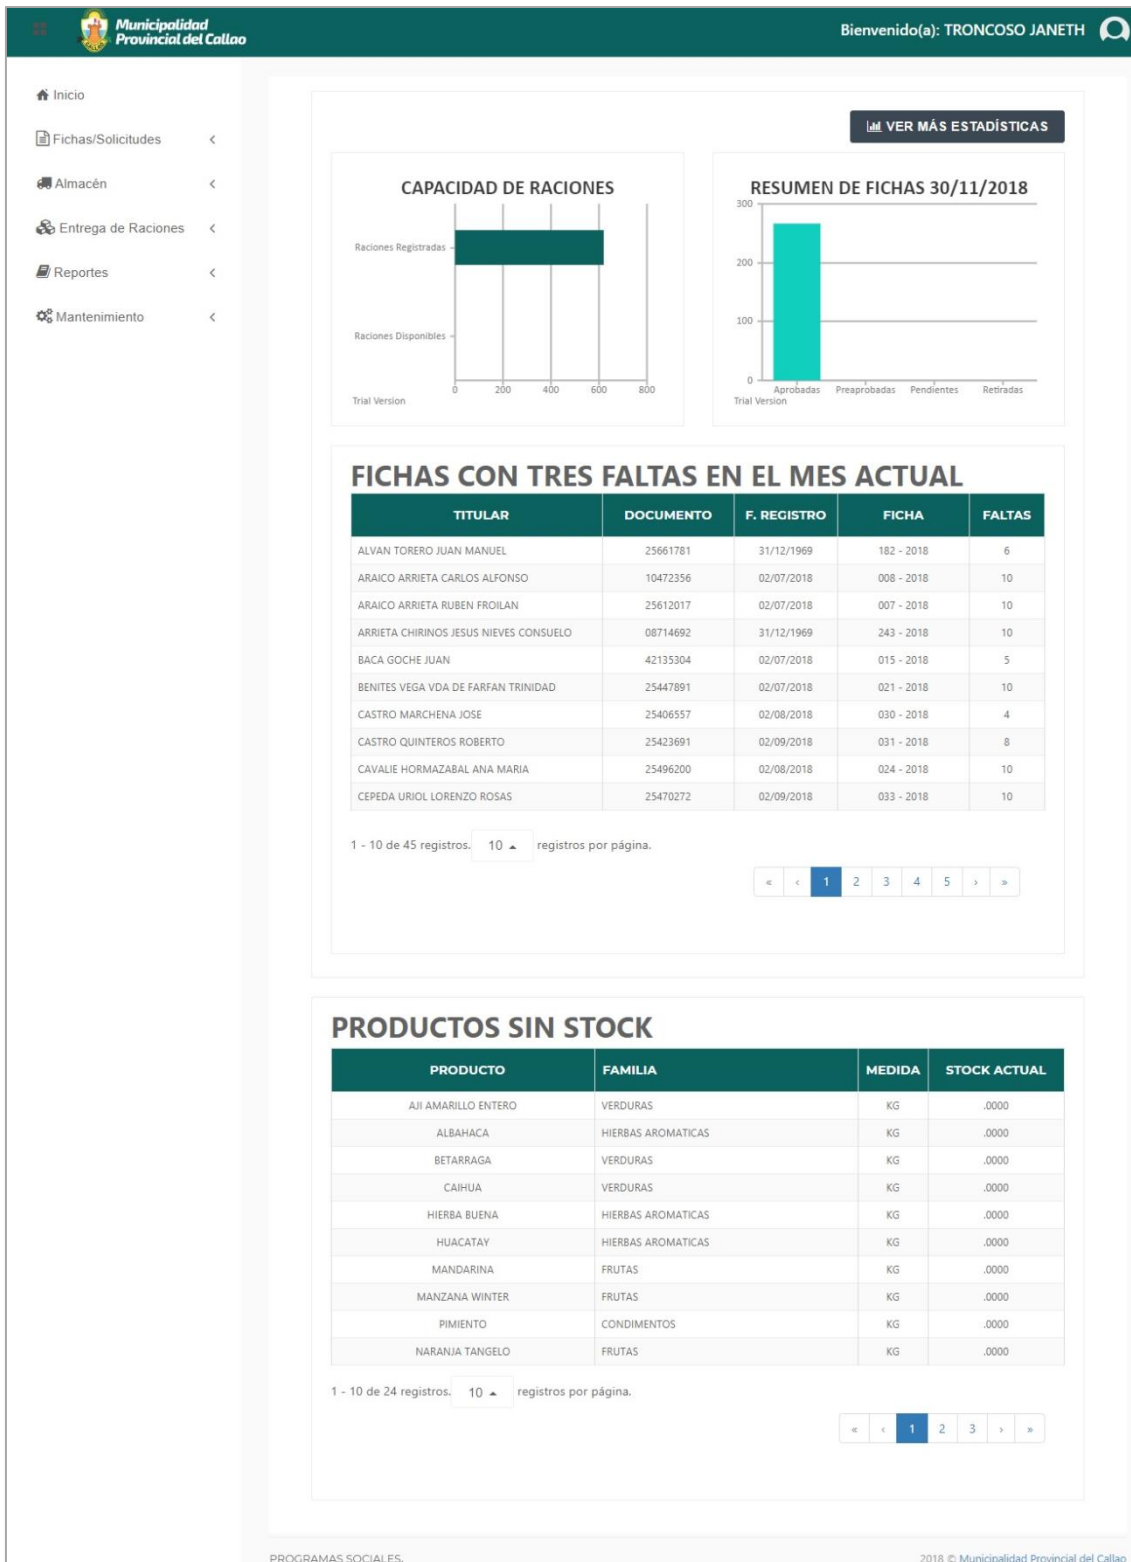 Municipalidad
Provincial del Callao
Bienvenido(a): TRONCOSO JANETH
Inicio
Fichas/Solicitudes
Almacén
Entrega de Raciones
Reportes
Mantenimiento
VER MÁS ESTADÍSTICAS
CAPACIDAD DE RACIONES
Raciones Registradas
Raciones Disponibles
0 200 400 600 800
Trial Version
RESUMEN DE FICHAS 30/11/2018
300
200
100
0
Aprobadas Preaprobadas Pendientes Retiradas
Trial Version
FICHAS CON TRES FALTAS EN EL MES ACTUAL
TITULAR DOCUMENTO F. REGISTRO FICHA FALTAS
ALVAN TORERO JUAN MANUEL 25661781 31/12/1969 182 - 2018 6
ARAICO ARRIETA CARLOS ALFONSO 10472356 02/07/2018 008 - 2018 10
ARAICO ARRIETA RUBEN FROILAN 25612017 02/07/2018 007 - 2018 10
ARRIETA CHIRINOS JESUS NIEVES CONSUELO 08714692 31/12/1969 243 - 2018 10
BACA GOCHE JUAN 42135304 02/07/2018 015 - 2018 5
BENITES VEGA VDA DE FARFAN TRINIDAD 25447891 02/07/2018 021 - 2018 10
CASTRO MARCHENA JOSE 25406557 02/08/2018 030 - 2018 4
CASTRO QUINTEROS ROBERTO 25423691 02/09/2018 031 - 2018 8
CAVALIE HORMAZABAL ANA MARIA 25496200 02/08/2018 024 - 2018 10
CEPEDA URIOL LORENZO ROSAS 25470272 02/09/2018 033 - 2018 10
1 - 10 de 45 registros. 10 registros por página.
« ‹ 1 2 3 4 5 › »
PRODUCTOS SIN STOCK
PRODUCTO FAMILIA MEDIDA STOCK ACTUAL
AJI AMARILLO ENTERO VERDURAS KG .0000
ALBAHACA HIERBAS AROMATICAS KG .0000
BETARRAGA VERDURAS KG .0000
CAIHUA VERDURAS KG .0000
HIERBA BUENA HIERBAS AROMATICAS KG .0000
HUACATAY HIERBAS AROMATICAS KG .0000
MANDARINA FRUTAS KG .0000
MANZANA WINTER FRUTAS KG .0000
PIMIENTO CONDIMENTOS KG .0000
NARANJA TANGELO FRUTAS KG .0000
1 - 10 de 24 registros. 10 registros por página.
« ‹ 1 2 3 › »
PROGRAMAS SOCIALES.
2018 © Municipalidad Provincial del Callao